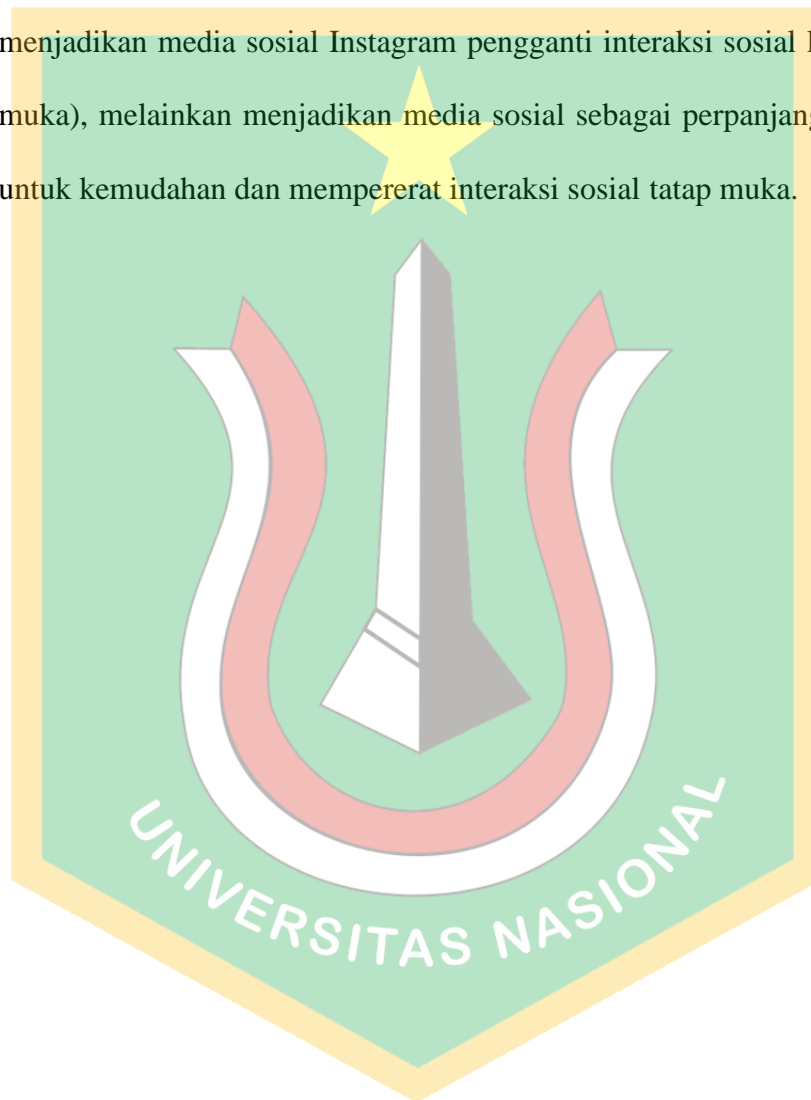 menjadikan media sosial Instagram pengganti interaksi sosial
muka), melainkan menjadikan media sosial sebagai
untuk kemudahan dan mempererat interaksi sosial tatap muka.
UNIVERSITAS NASIONAL